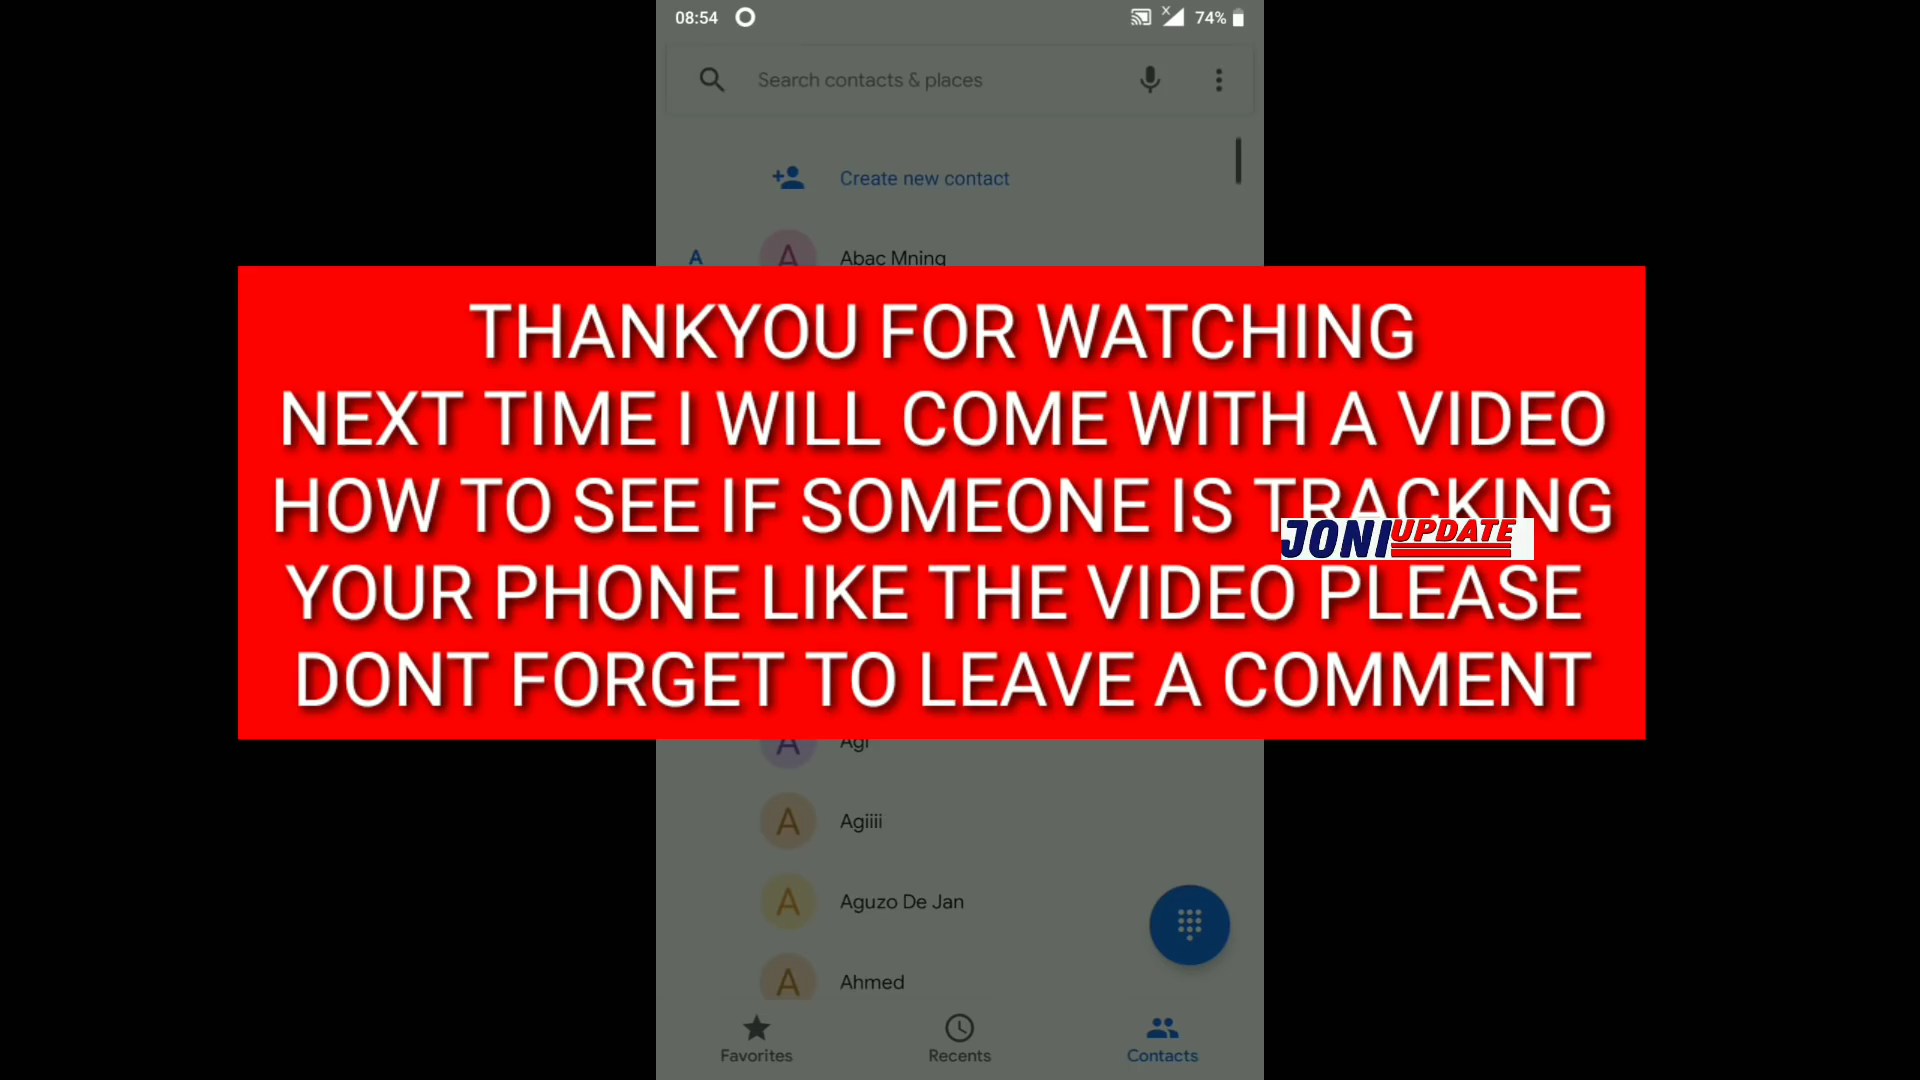 08:54
74%
Search contacts & places
Create new contact
A
A
Abac Mning
THANKYOU FOR WATCHING
NEXT TIME I WILL COME WITH A VIDEO
HOW TO SEE IF SOMEONE IS TRACKING
JONI UPDATE
YOUR PHONE LIKE THE VIDEO PLEASE
DONT FORGET TO LEAVE A COMMENT
A
Agi
A
Agiiii
A
Aguzo De Jan
A
Ahmed
Favorites
Recents
Contacts